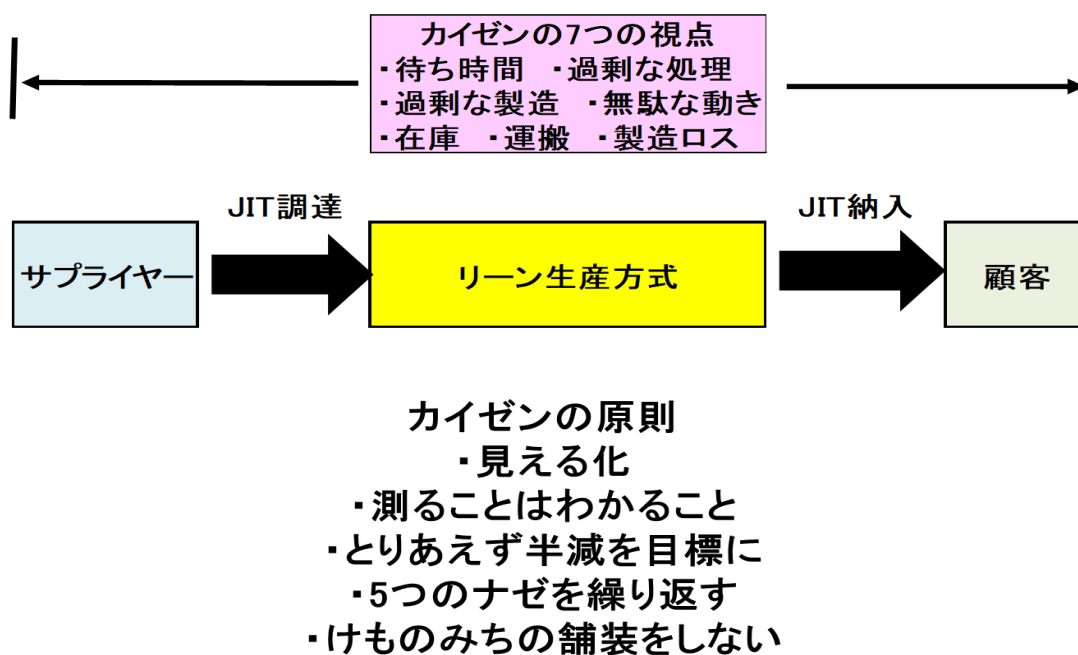 カイゼンの7つの視点
・待ち時間 ・過剰な処理
・過剰な製造 ・無駄な動き
・在庫 ・運搬 ・製造ロス
JIT調達
JIT納入
サプライヤー
リーン生産方式
顧客
カイゼンの原則
・見える化
・測ることはわかること
・とりあえず半減を目標に
・5つのナゼを繰り返す
・けものみちの舗装をしない